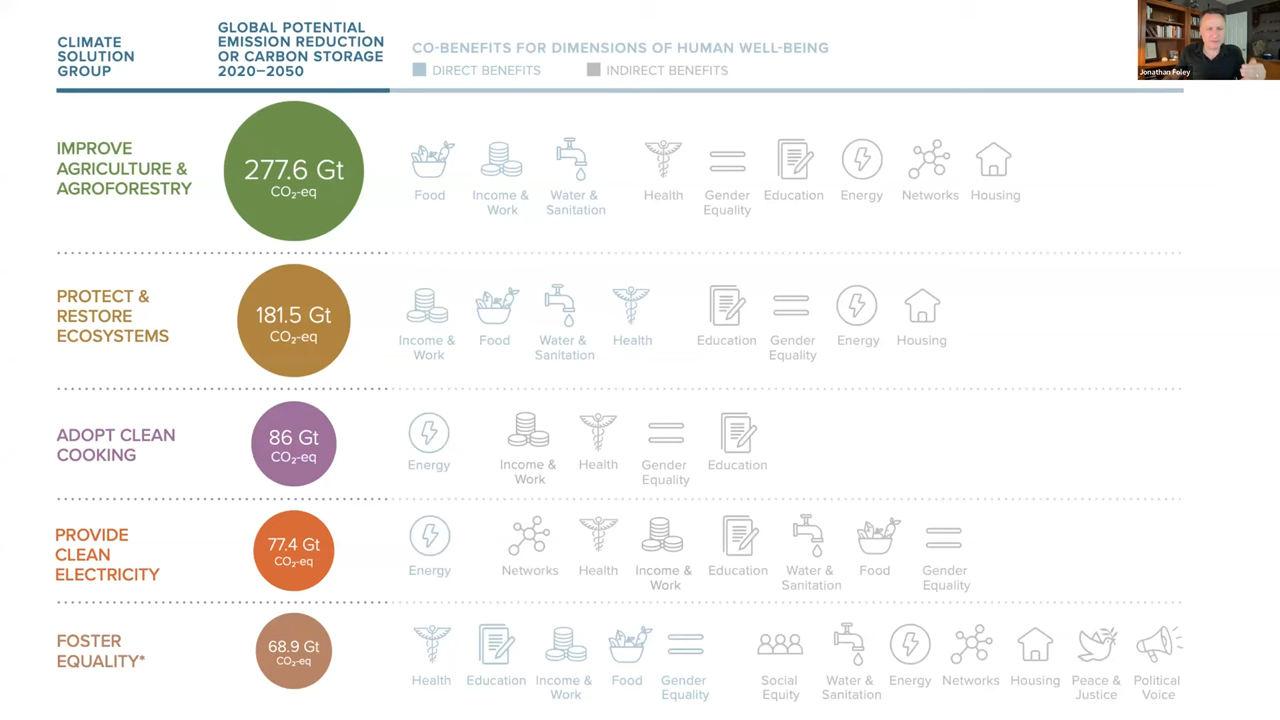 CLIMATE
SOLUTION
GROUP
GLOBAL POTENTIAL
EMISSION REDUCTION
OR CARBON STORAGE
2020–2050
CO-BENEFITS FOR DIMENSIONS OF HUMAN WELL-BEING
DIRECT BENEFITS
INDIRECT BENEFITS
Jonathan Foley
IMPROVE
AGRICULTURE &
AGROFORESTRY
277.6 Gt
CO₂-eq
Food
Income &
Work
Water &
Sanitation
Health
Gender
Equality
Education
Energy
Networks
Housing
PROTECT &
RESTORE
ECOSYSTEMS
181.5 Gt
CO₂-eq
Income &
Work
Food
Water &
Sanitation
Health
Education
Gender
Equality
Energy
Housing
ADOPT CLEAN
COOKING
86 Gt
CO₂-eq
Energy
Income &
Work
Health
Gender
Equality
Education
PROVIDE
CLEAN
ELECTRICITY
77.4 Gt
CO₂-eq
Energy
Networks
Health
Income &
Work
Education
Water &
Sanitation
Food
Gender
Equality
FOSTER
EQUALITY*
68.9 Gt
CO₂-eq
Health
Education
Income &
Work
Food
Gender
Equality
Social
Equity
Water &
Sanitation
Energy
Networks
Housing
Peace &
Justice
Political
Voice